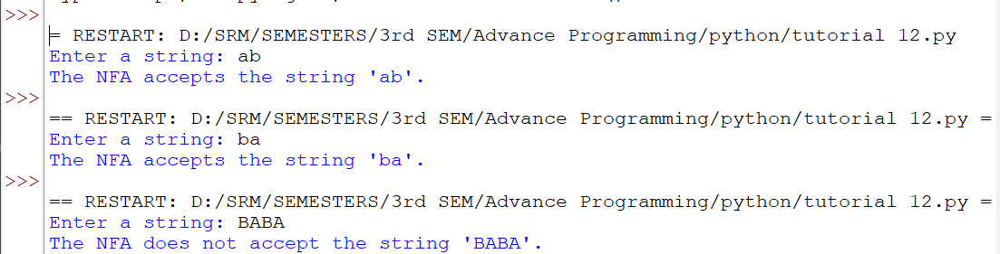 >>>
= RESTART: D:/SRM/SEMESTERS/3rd SEM/Advance Programming/python/tutorial 12.py
Enter a string: ab
The NFA accepts the string 'ab'.
>>>
== RESTART: D:/SRM/SEMESTERS/3rd SEM/Advance Programming/python/tutorial 12.py =
Enter a string: ba
The NFA accepts the string 'ba'.
>>>
== RESTART: D:/SRM/SEMESTERS/3rd SEM/Advance Programming/python/tutorial 12.py =
Enter a string: BABA
The NFA does not accept the string 'BABA'.